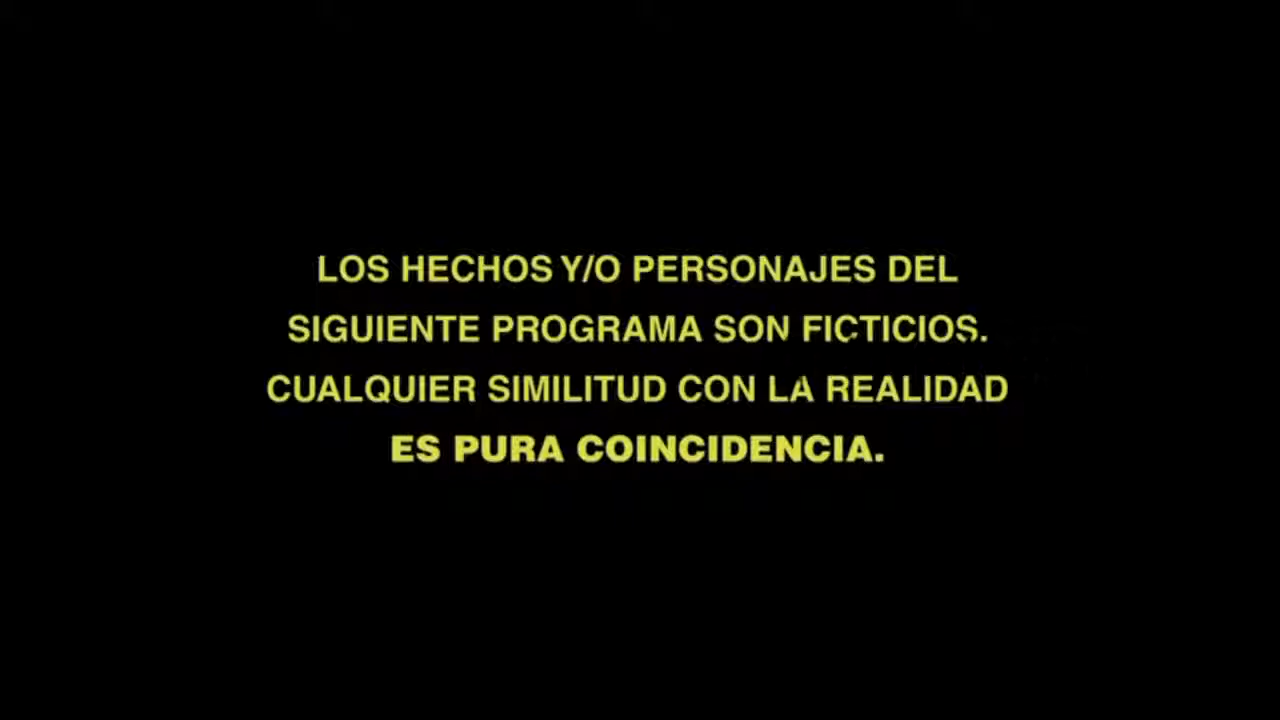 LOS HECHOS Y/O PERSONAJES DEL
SIGUIENTE PROGRAMA SON FICTICIOS.
CUALQUIER SIMILITUD CON LA REALIDAD
ES PURA COINCIDENCIA.